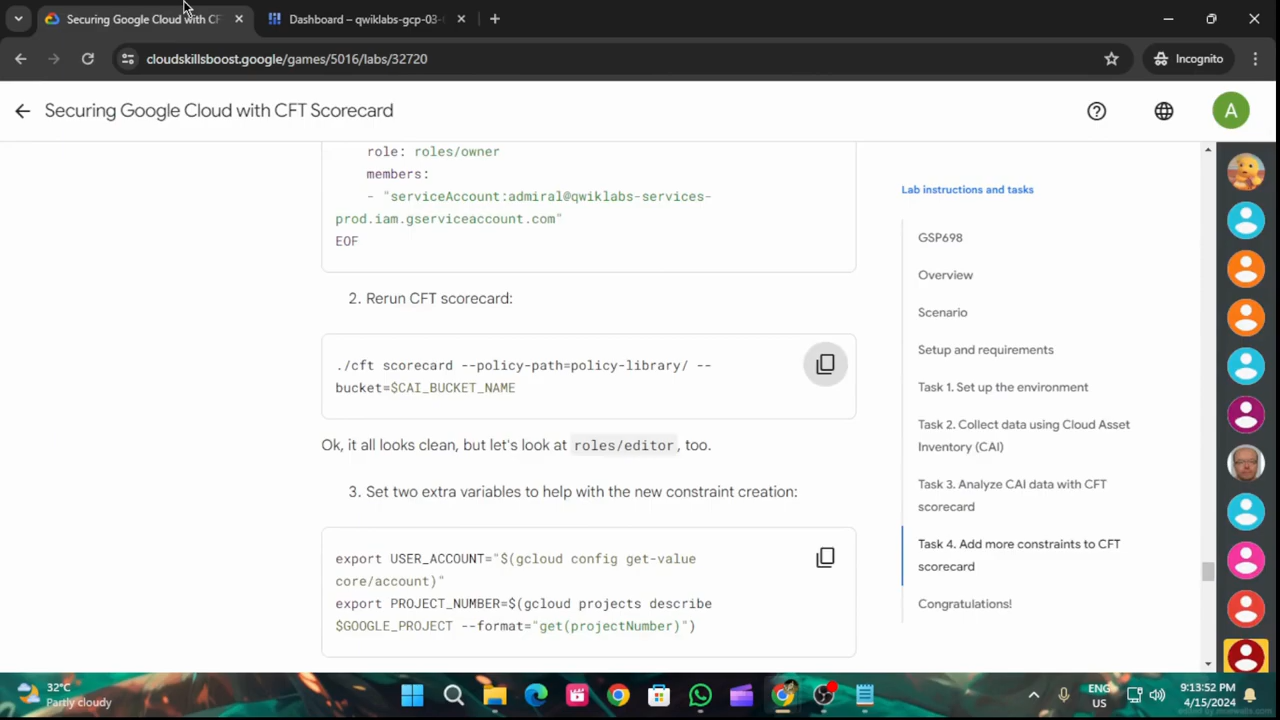 Securing Google Cloud with CF
Dashboard – qwiklabs-gcp-03-
cloudskillsboost.google/games/5016/labs/32720
Incognito
Securing Google Cloud with CFT Scorecard
A
role: roles/owner
members:
- "serviceAccount:admiral@qwiklabs-services-
prod.iam.gserviceaccount.com"
EOF
2. Rerun CFT scorecard:
./cft scorecard --policy-path=policy-library/ --
bucket=$CAI_BUCKET_NAME
Ok, it all looks clean, but let's look at roles/editor, too.
3. Set two extra variables to help with the new constraint creation:
export USER_ACCOUNT="$(gcloud config get-value
core/account)"
export PROJECT_NUMBER=$(gcloud projects describe
$GOOGLE_PROJECT --format="get(projectNumber)")
Lab instructions and tasks
GSP698
Overview
Scenario
Setup and requirements
Task 1. Set up the environment
Task 2. Collect data using Cloud Asset
Inventory (CAI)
Task 3. Analyze CAI data with CFT
scorecard
Task 4. Add more constraints to CFT
scorecard
Congratulations!
32°C
Partly cloudy
ENG
US
9:13:52 PM
4/15/2024